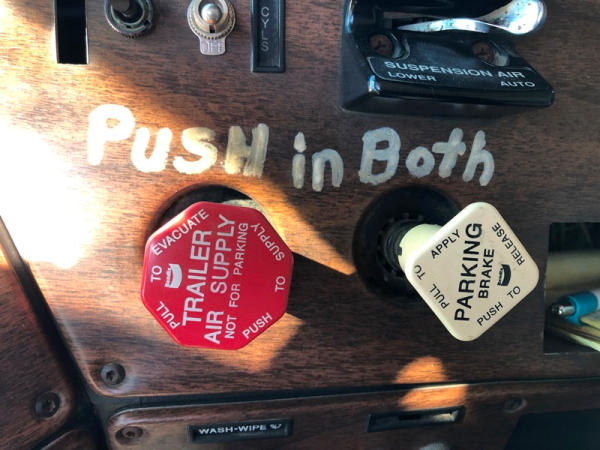 OFF
CYLS
SUSPENSION AIR
LOWER AUTO
PUSH in Both
PULL TO EVACUATE
TRAILER
AIR SUPPLY
NOT FOR PARKING
PUSH TO SUPPLY
PULL TO APPLY
PARKING
BRAKE
PUSH TO RELEASE
WASH-WIPE